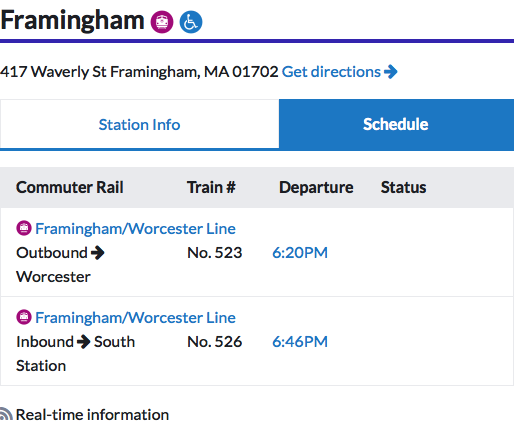 Framingham
417 Waverly St Framingham, MA 01702 Get directions
Station Info Schedule
Commuter Rail Train # Departure Status
Framingham/Worcester Line
Outbound → No. 523 6:20PM
Worcester
Framingham/Worcester Line
Inbound → South No. 526 6:46PM
Station
Real-time information